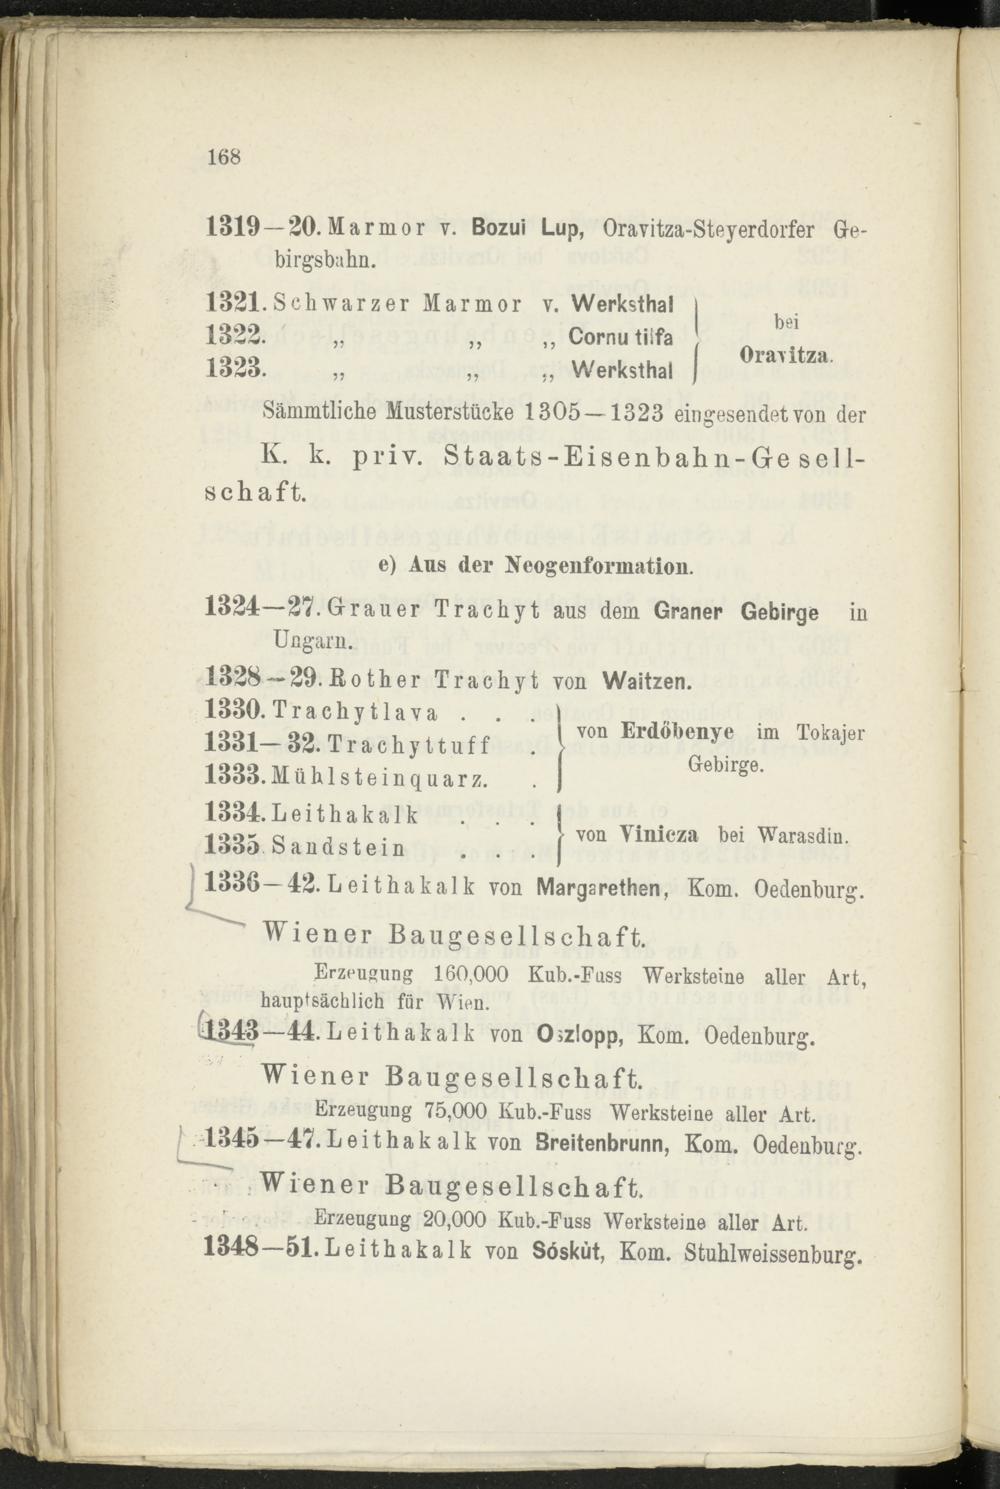 168
1319—20. Marmor v. Bozui Lup, Oravitza-Steyerdorfer Ge-
birgsbahn.
1321. Schwarzer Marmor v. Werksthal
1322. „ „ „ Cornu tilfa
1323. „ „ „ Werksthal
bei
Oravitza.
Sämmtliche Musterstücke 1305—1323 eingesendet von der
K. k. priv. Staats-Eisenbahn-Gesell-
schaft.
e) Aus der Neogenformation.
1324—27. Grauer Trachyt aus dem Graner Gebirge in
Ungarn.
1328—29. Rother Trachyt von Waitzen.
1330. Trachytlava . . .
1331—32. Trachyttuff .
1333. Mühlsteinquarz. .
von Erdőbenye im Tokajer
Gebirge.
1334. Leithakalk . . .
1335 Sandstein . . .
von Vinicza bei Warasdin.
1336—42. Leithakalk von Margarethen, Kom. Oedenburg.
Wiener Baugesellschaft.
Erzeugung 160,000 Kub.-Fuss Werksteine aller Art,
hauptsächlich für Wien.
1343—44. Leithakalk von Oszlopp, Kom. Oedenburg.
Wiener Baugesellschaft.
Erzeugung 75,000 Kub.-Fuss Werksteine aller Art.
1345—47. Leithakalk von Breitenbrunn, Kom. Oedenburg.
Wiener Baugesellschaft.
Erzeugung 20,000 Kub.-Fuss Werksteine aller Art.
1348—51. Leithakalk von Sóskùt, Kom. Stuhlweissenburg.